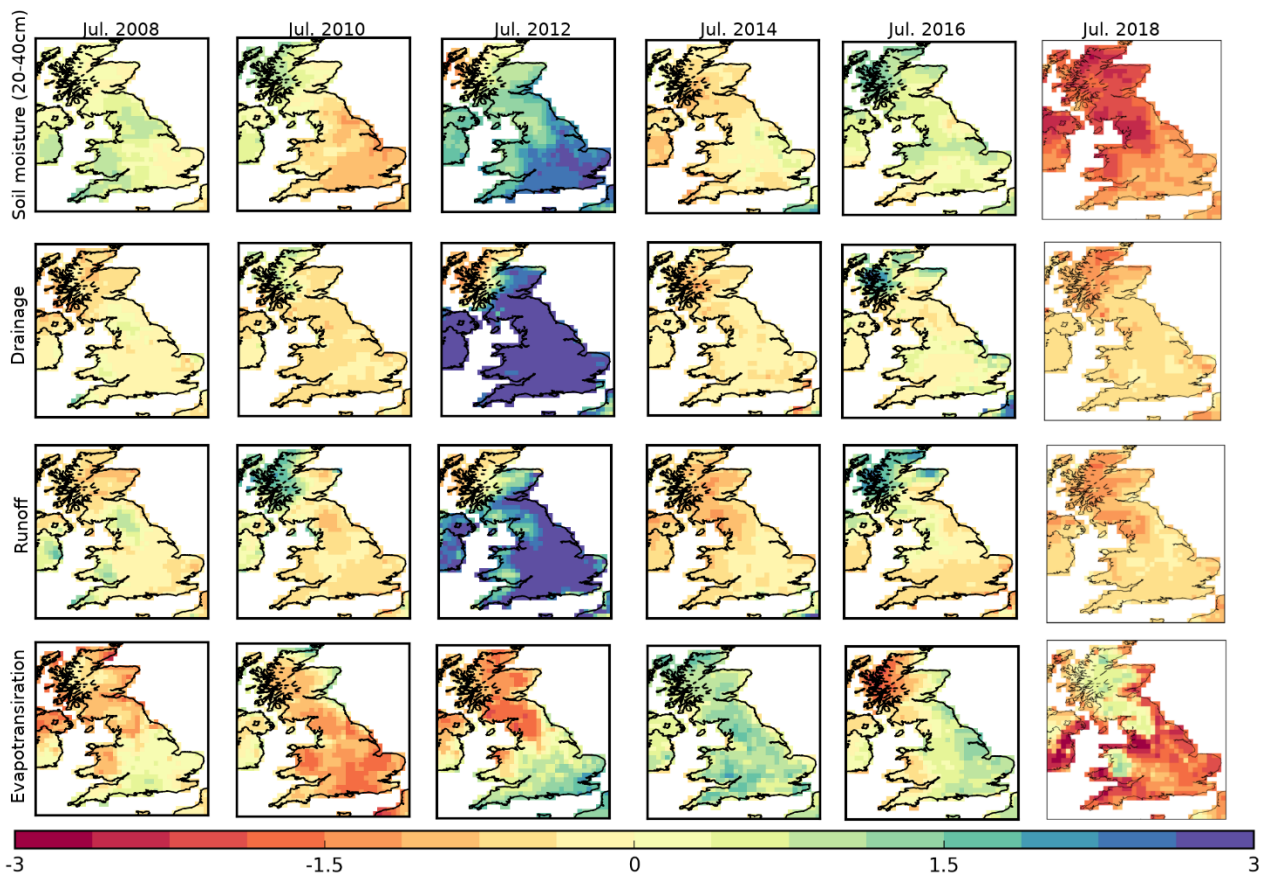 Jul. 2008 Jul. 2010 Jul. 2012 Jul. 2014 Jul. 2016 Jul. 2018
Soil moisture (20-40cm)
Drainage
Runoff
Evapotransiration
-3 -1.5 0 1.5 3